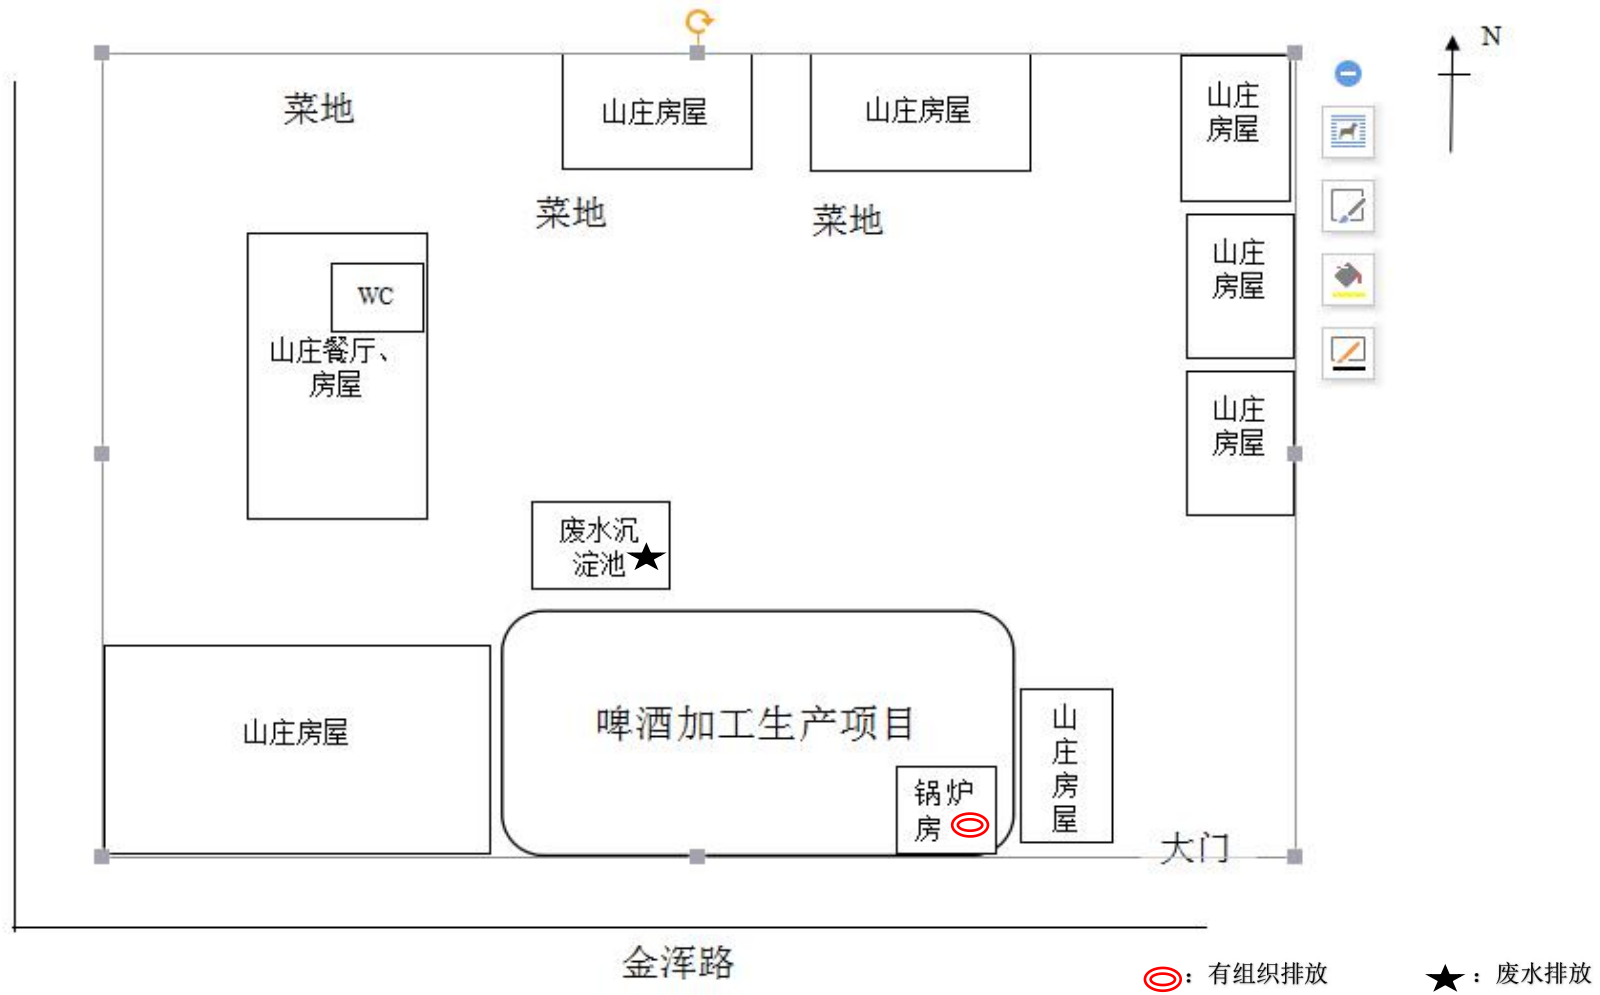 N
菜地
山庄房屋
山庄房屋
山庄
房屋
菜地
菜地
山庄
房屋
WC
山庄餐厅、
房屋
山庄
房屋
废水沉
淀池
啤酒加工生产项目
山庄房屋
山
庄
房
屋
锅炉
房
大门
金浑路
：有组织排放
：废水排放